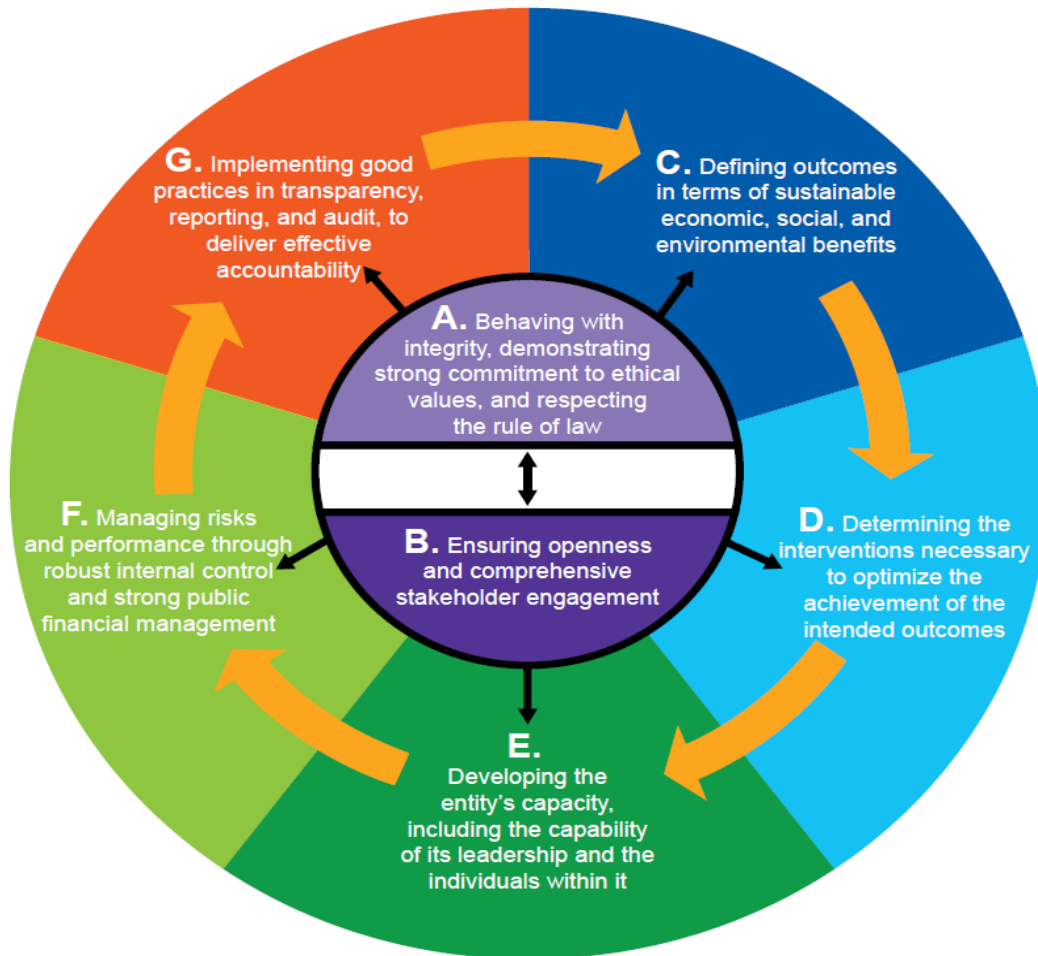 A. Behaving with
integrity, demonstrating
strong commitment to ethical
values, and respecting
the rule of law
B. Ensuring openness
and comprehensive
stakeholder engagement
C. Defining outcomes
in terms of sustainable
economic, social, and
environmental benefits
D. Determining the
interventions necessary
to optimize the
achievement of the
intended outcomes
E.
Developing the
entity’s capacity,
including the capability
of its leadership and the
individuals within it
F. Managing risks
and performance through
robust internal control
and strong public
financial management
G. Implementing good
practices in transparency,
reporting, and audit, to
deliver effective
accountability